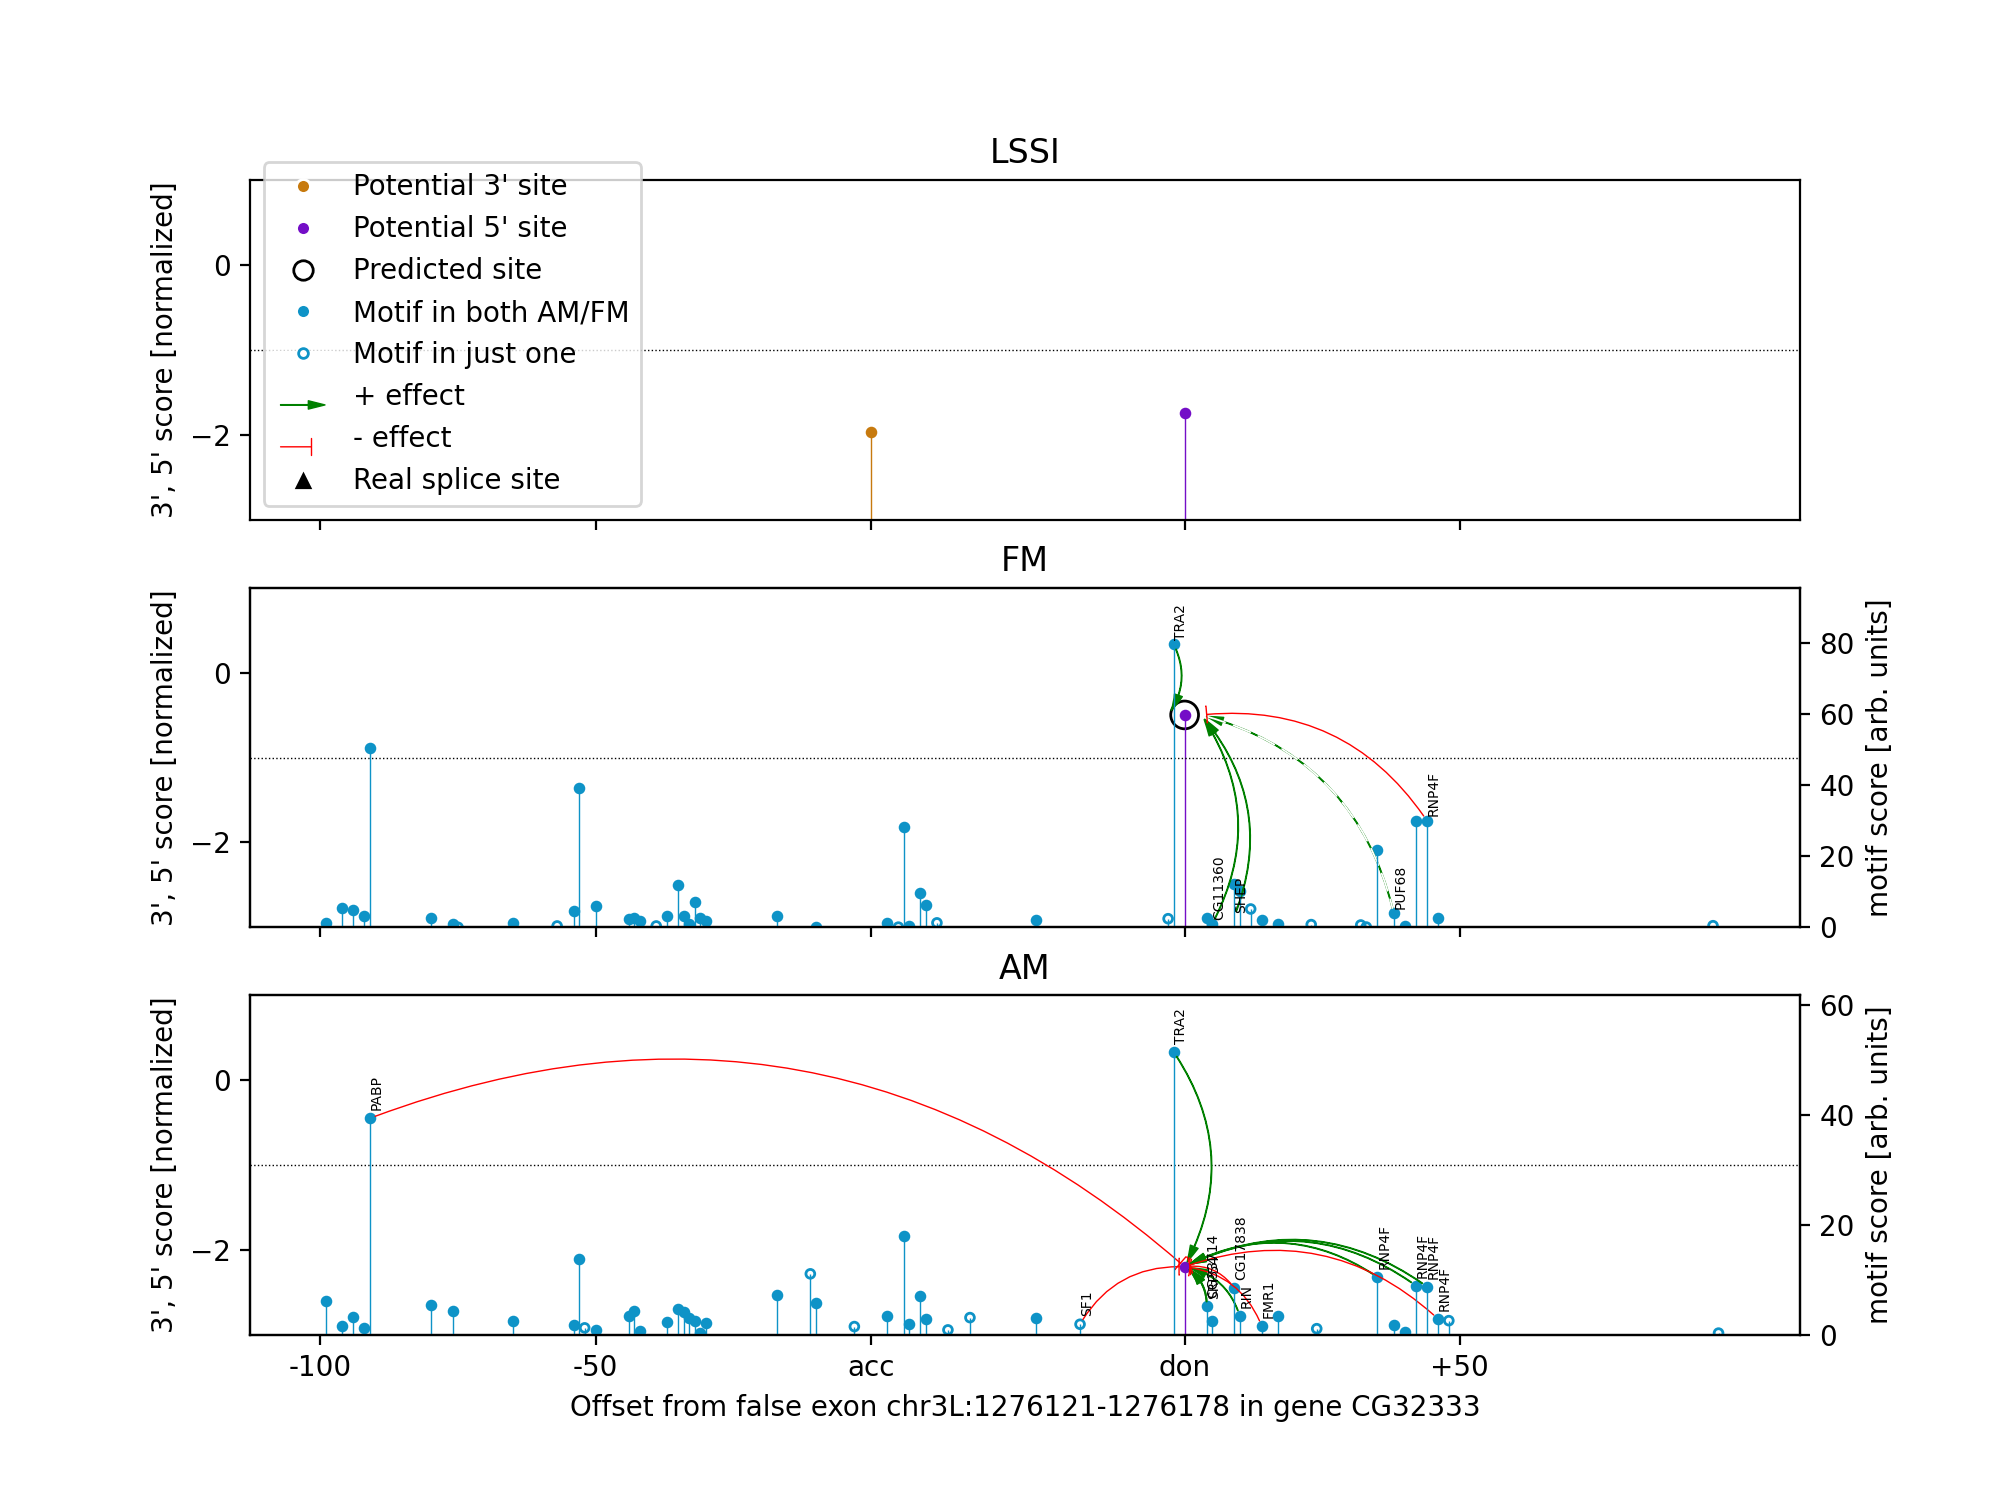 LSSI
3', 5' score [normalized]
0
−2
Potential 3' site
Potential 5' site
Predicted site
Motif in both AM/FM
Motif in just one
+ effect
- effect
Real splice site
FM
3', 5' score [normalized]
0
−2
TRA2
CG11360
SHEP
PUF68
RNP4F
80
60
40
20
0
motif score [arb. units]
AM
3', 5' score [normalized]
0
−2
PABP
SF1
TRA2
CG17838
RIN
FMR1
RNP4F
RNP4F
RNP4F
RNP4F
60
40
20
0
motif score [arb. units]
-100
-50
acc
don
+50
Offset from false exon chr3L:1276121-1276178 in gene CG32333